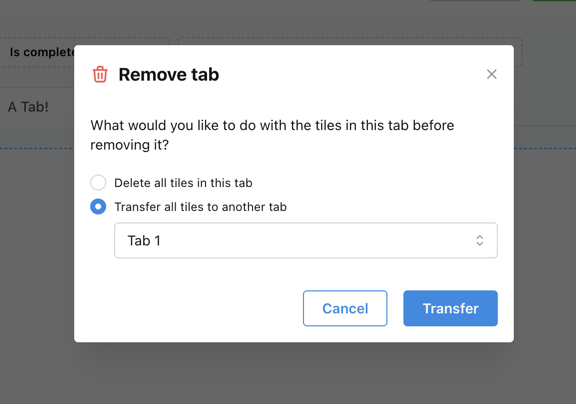 Is complete
A Tab!
Remove tab
What would you like to do with the tiles in this tab before
removing it?
Delete all tiles in this tab
Transfer all tiles to another tab
Tab 1
Cancel
Transfer